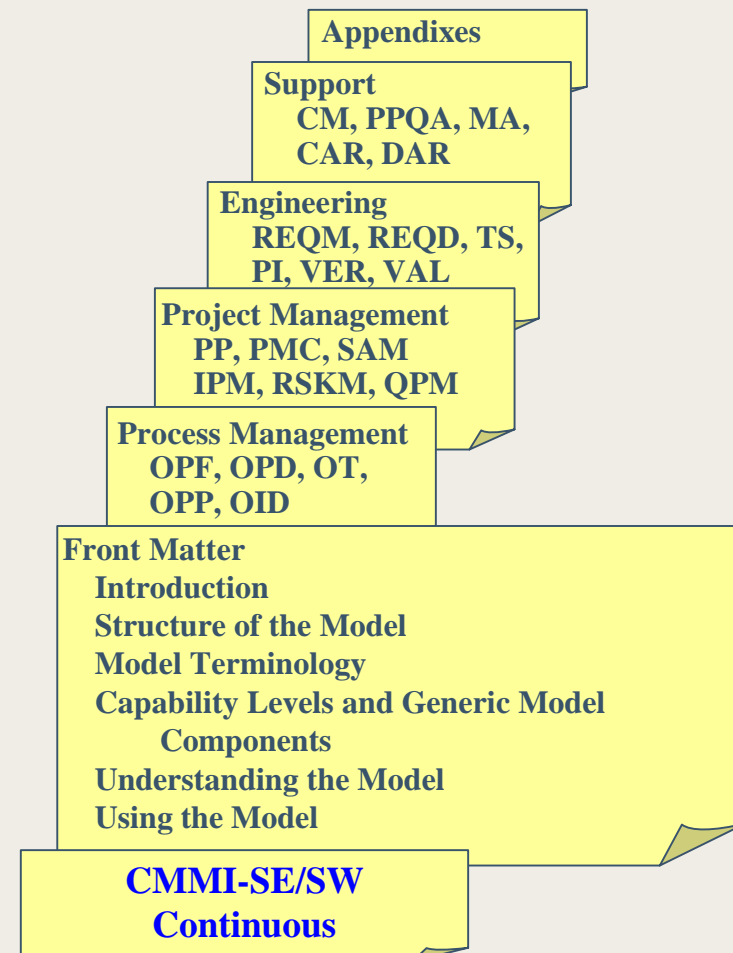 Appendixes
Support
CM, PPQA, MA,
CAR, DAR
Engineering
REQM, REQD, TS,
PI, VER, VAL
Project Management
PP, PMC, SAM
IPM, RSKM, QPM
Process Management
OPF, OPD, OT,
OPP, OID
Front Matter
Introduction
Structure of the Model
Model Terminology
Capability Levels and Generic Model
Components
Understanding the Model
Using the Model
CMMI-SE/SW
Continuous